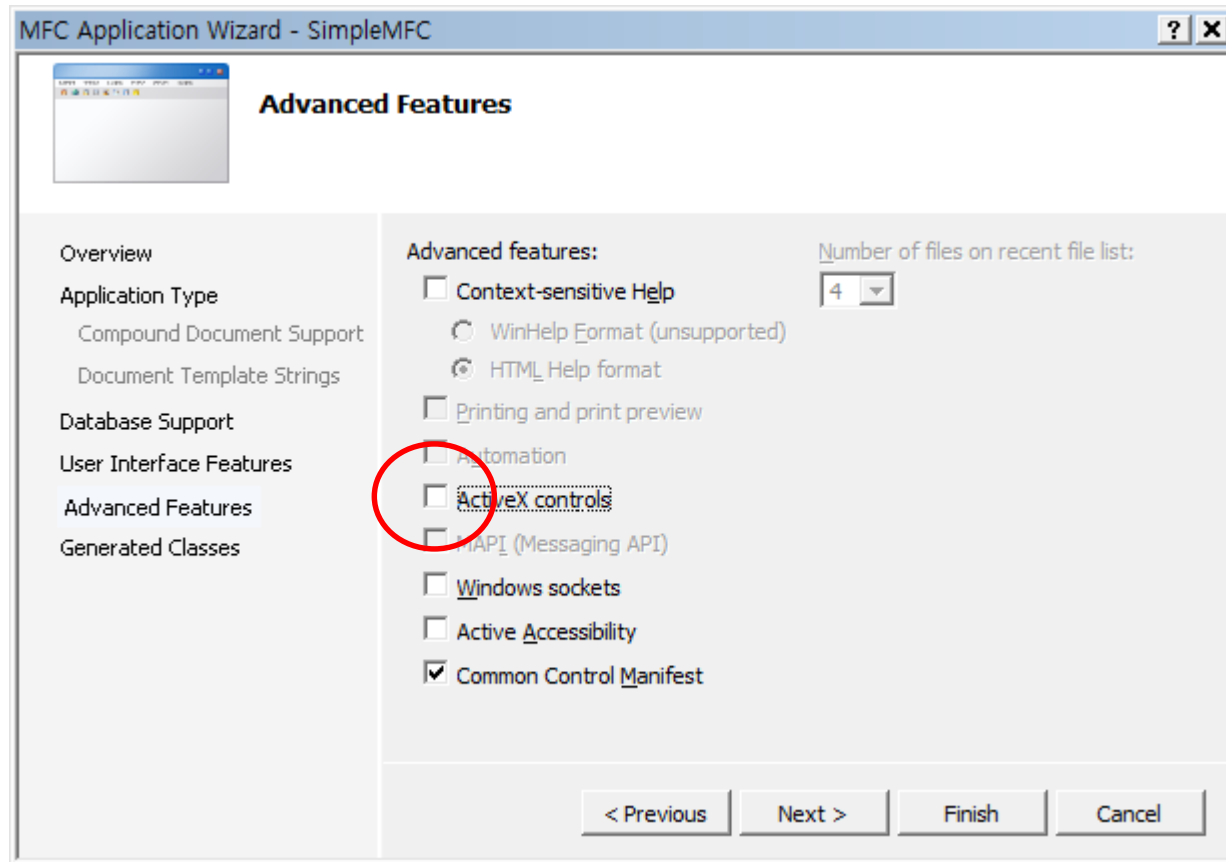 MFC Application Wizard - SimpleMFC
Advanced Features
Overview
Application Type
Compound Document Support
Document Template Strings
Database Support
User Interface Features
Advanced Features
Generated Classes
Advanced features:
Context-sensitive Help
WinHelp Format (unsupported)
HTML Help format
Printing and print preview
Automation
ActiveX controls
MAPI (Messaging API)
Windows sockets
Active Accessibility
Common Control Manifest
Number of files on recent file list:
4
< Previous
Next >
Finish
Cancel